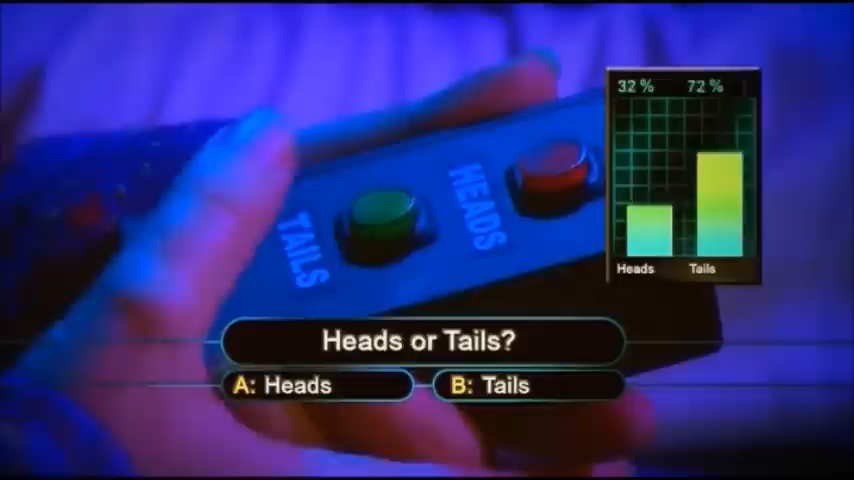 32 % 72 %
Heads Tails
TAILS
HEADS
Heads or Tails?
A: Heads
B: Tails